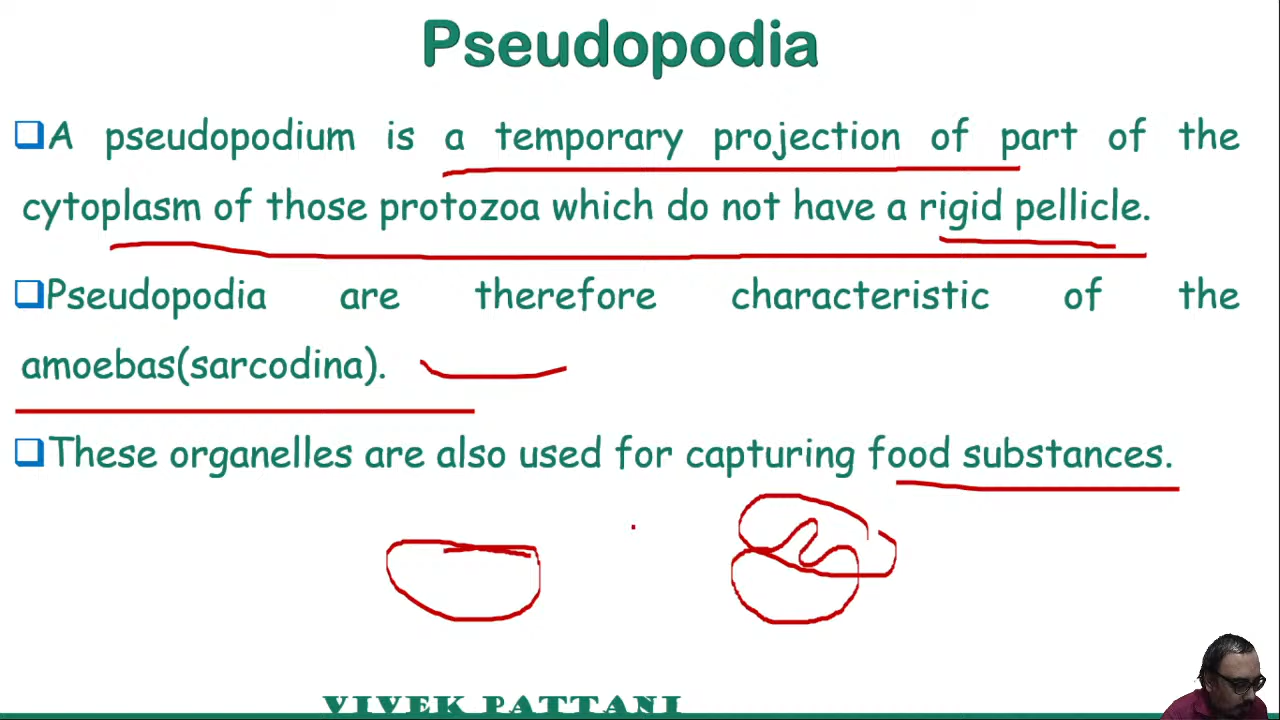 Pseudopodia
A pseudopodium is a temporary projection of part of the
cytoplasm of those protozoa which do not have a rigid pellicle.
Pseudopodia are therefore characteristic of the
amoebas(sarcodina).
These organelles are also used for capturing food substances.
VIVEK PATTANI